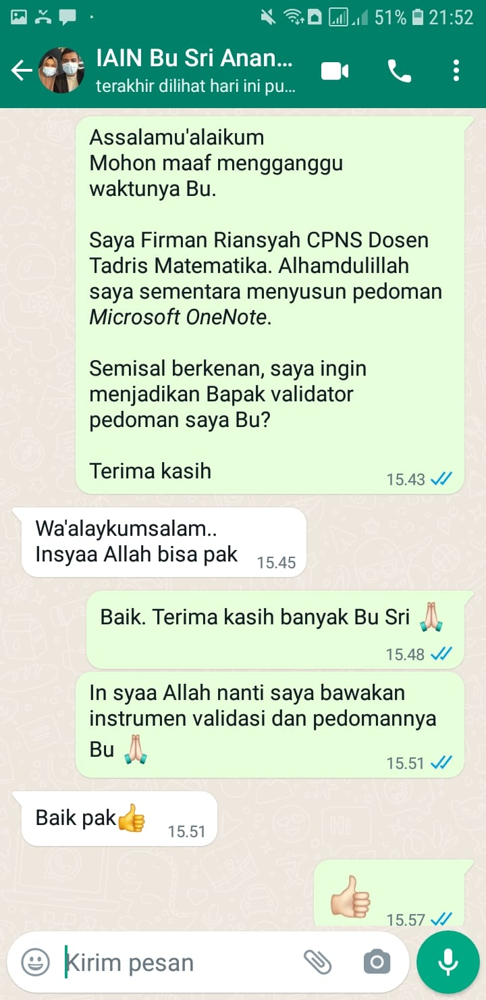 51% 21:52
IAIN Bu Sri Anan...
terakhir dilihat hari ini pu...
Assalamu'alaikum
Mohon maaf mengganggu
waktunya Bu.
Saya Firman Riansyah CPNS Dosen
Tadris Matematika. Alhamdulillah
saya sementara menyusun pedoman
Microsoft OneNote.
Semisal berkenan, saya ingin
menjadikan Bapak validator
pedoman saya Bu?
Terima kasih
15.43
Wa'alaykumsalam..
Insyaa Allah bisa pak
15.45
Baik. Terima kasih banyak Bu Sri 🙏🏻
15.48
In syaa Allah nanti saya bawakan
instrumen validasi dan pedomannya
Bu 🙏🏻
15.51
Baik pak👍
15.51
👍🏻
15.57
Kirim pesan